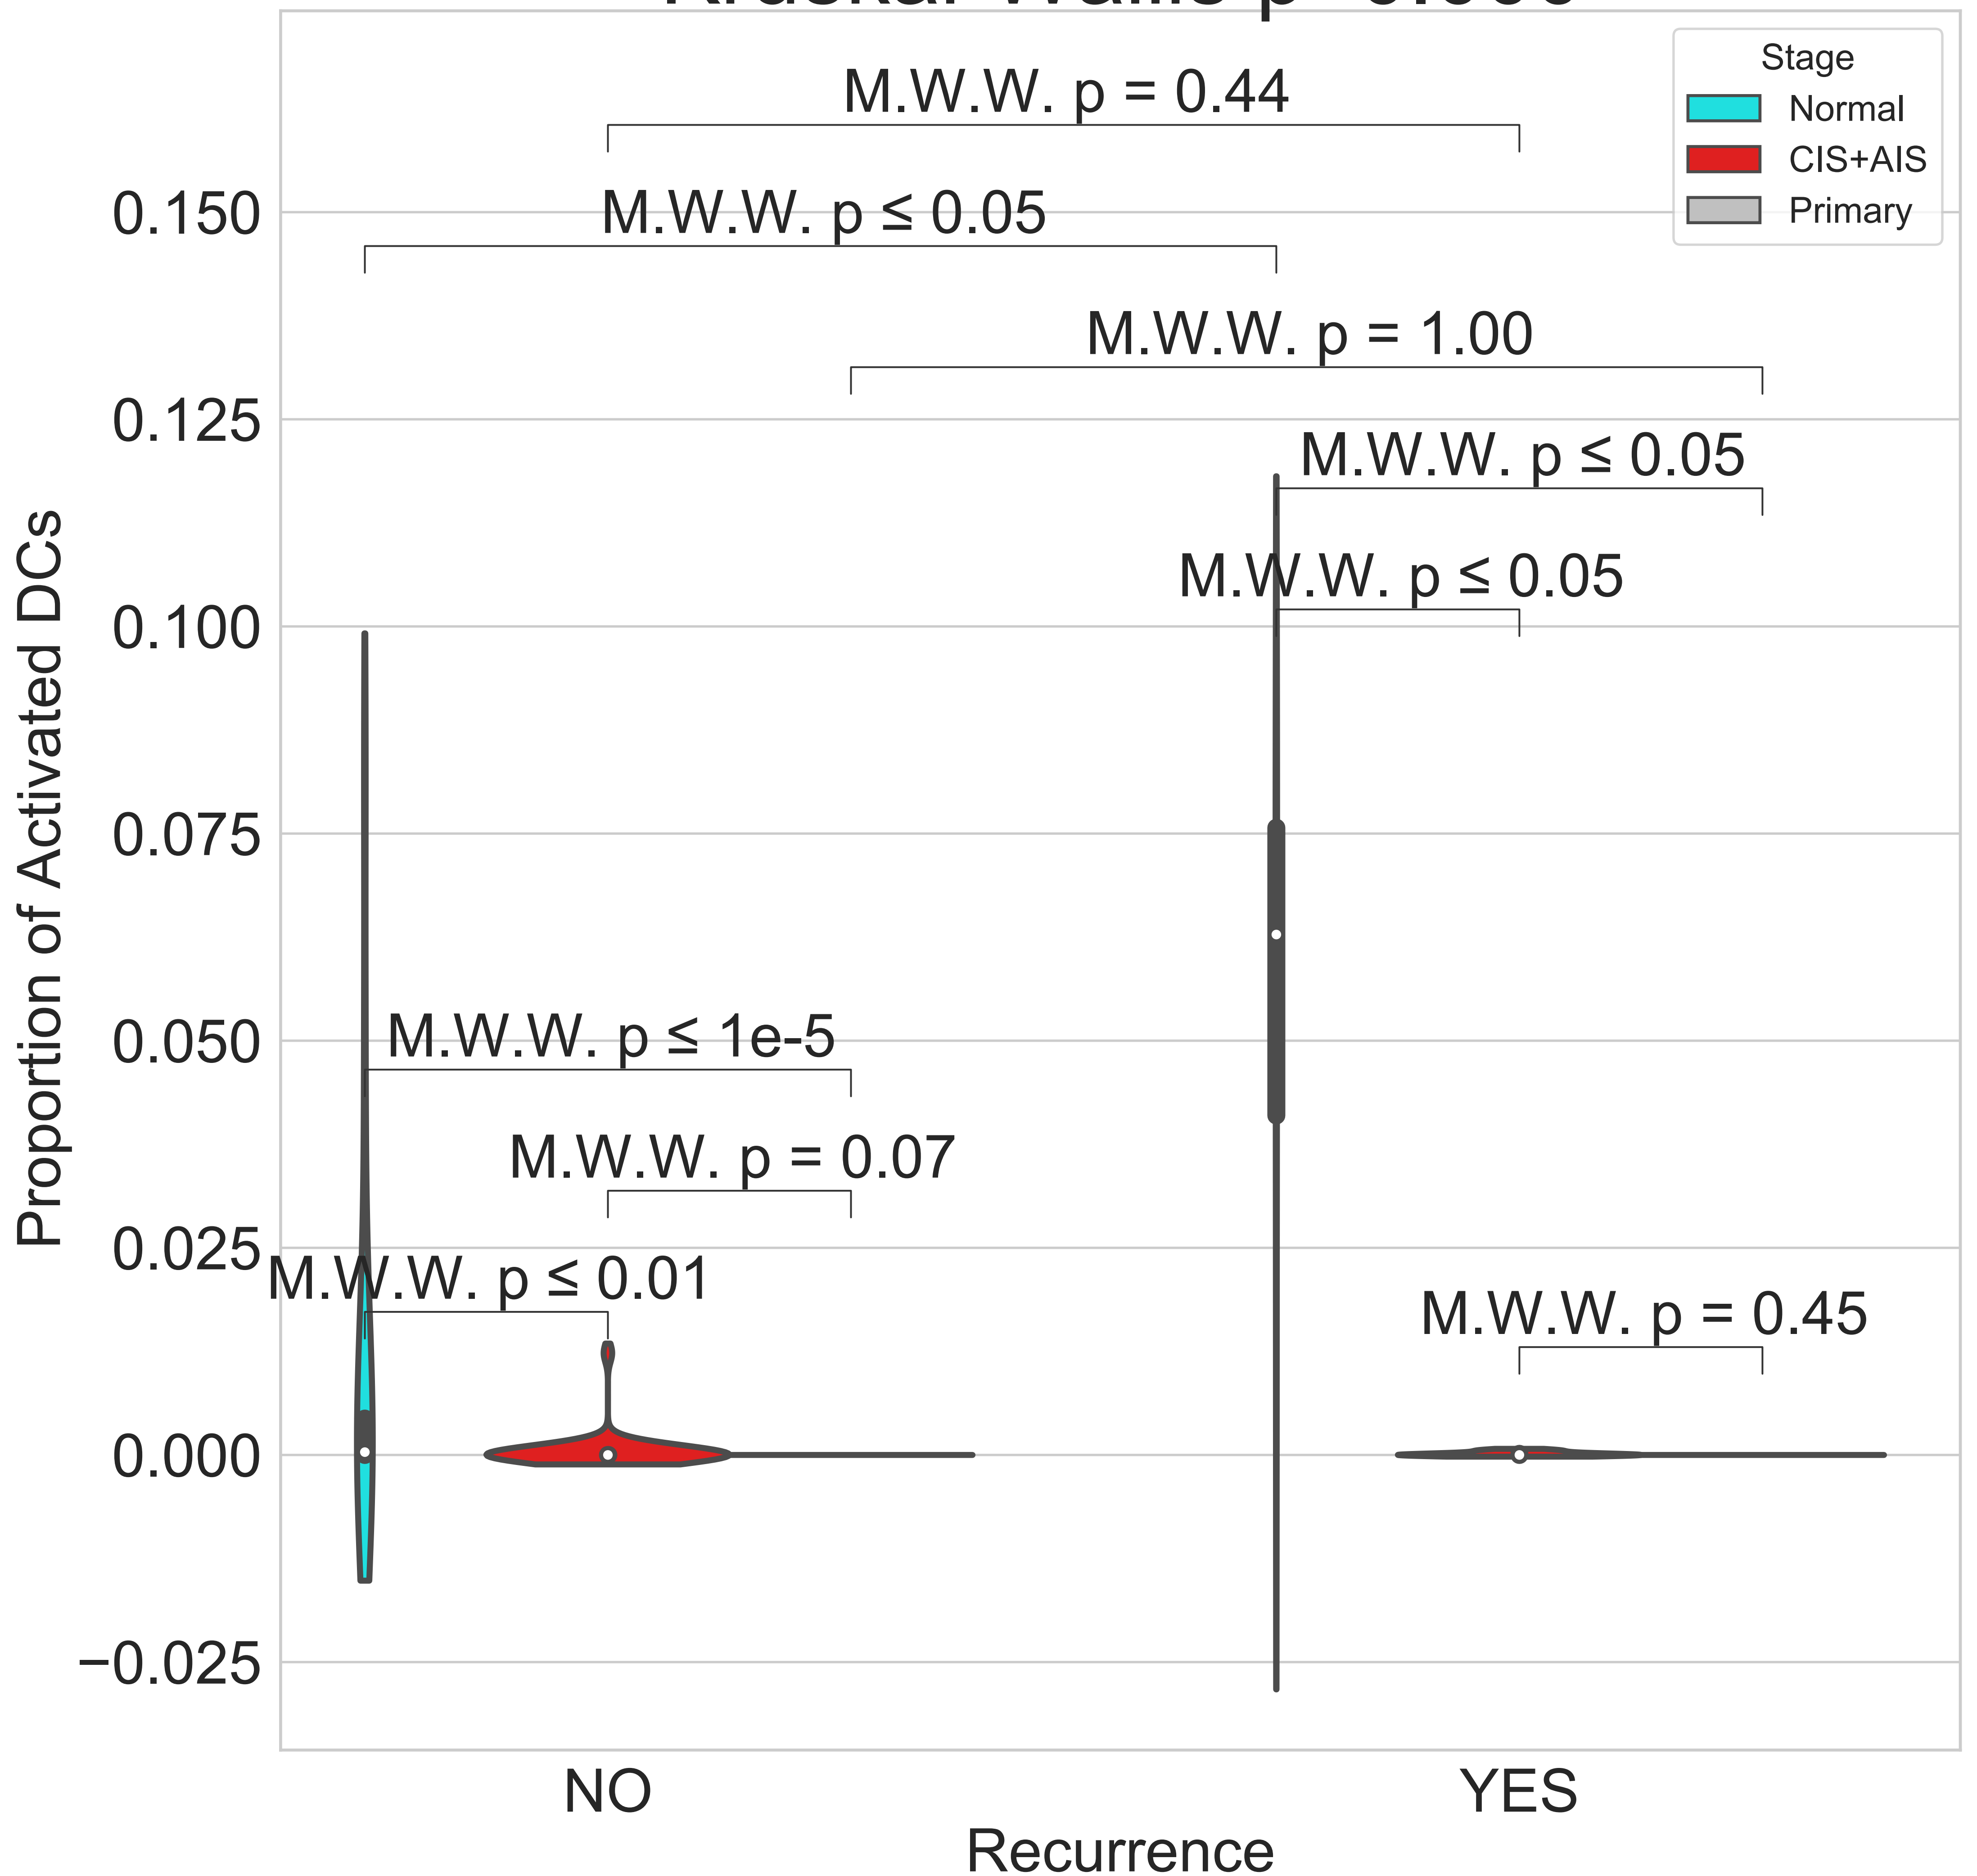 Stage
Normal
CIS+AIS
Primary
M.W.W. p = 0.44
M.W.W. p ≤ 0.05
M.W.W. p = 1.00
M.W.W. p ≤ 0.05
M.W.W. p ≤ 0.05
M.W.W. p ≤ 1e-5
M.W.W. p = 0.07
M.W.W. p ≤ 0.01
M.W.W. p = 0.45
0.150
0.125
0.100
0.075
0.050
0.025
0.000
−0.025
Proportion of Activated DCs
NO
YES
Recurrence